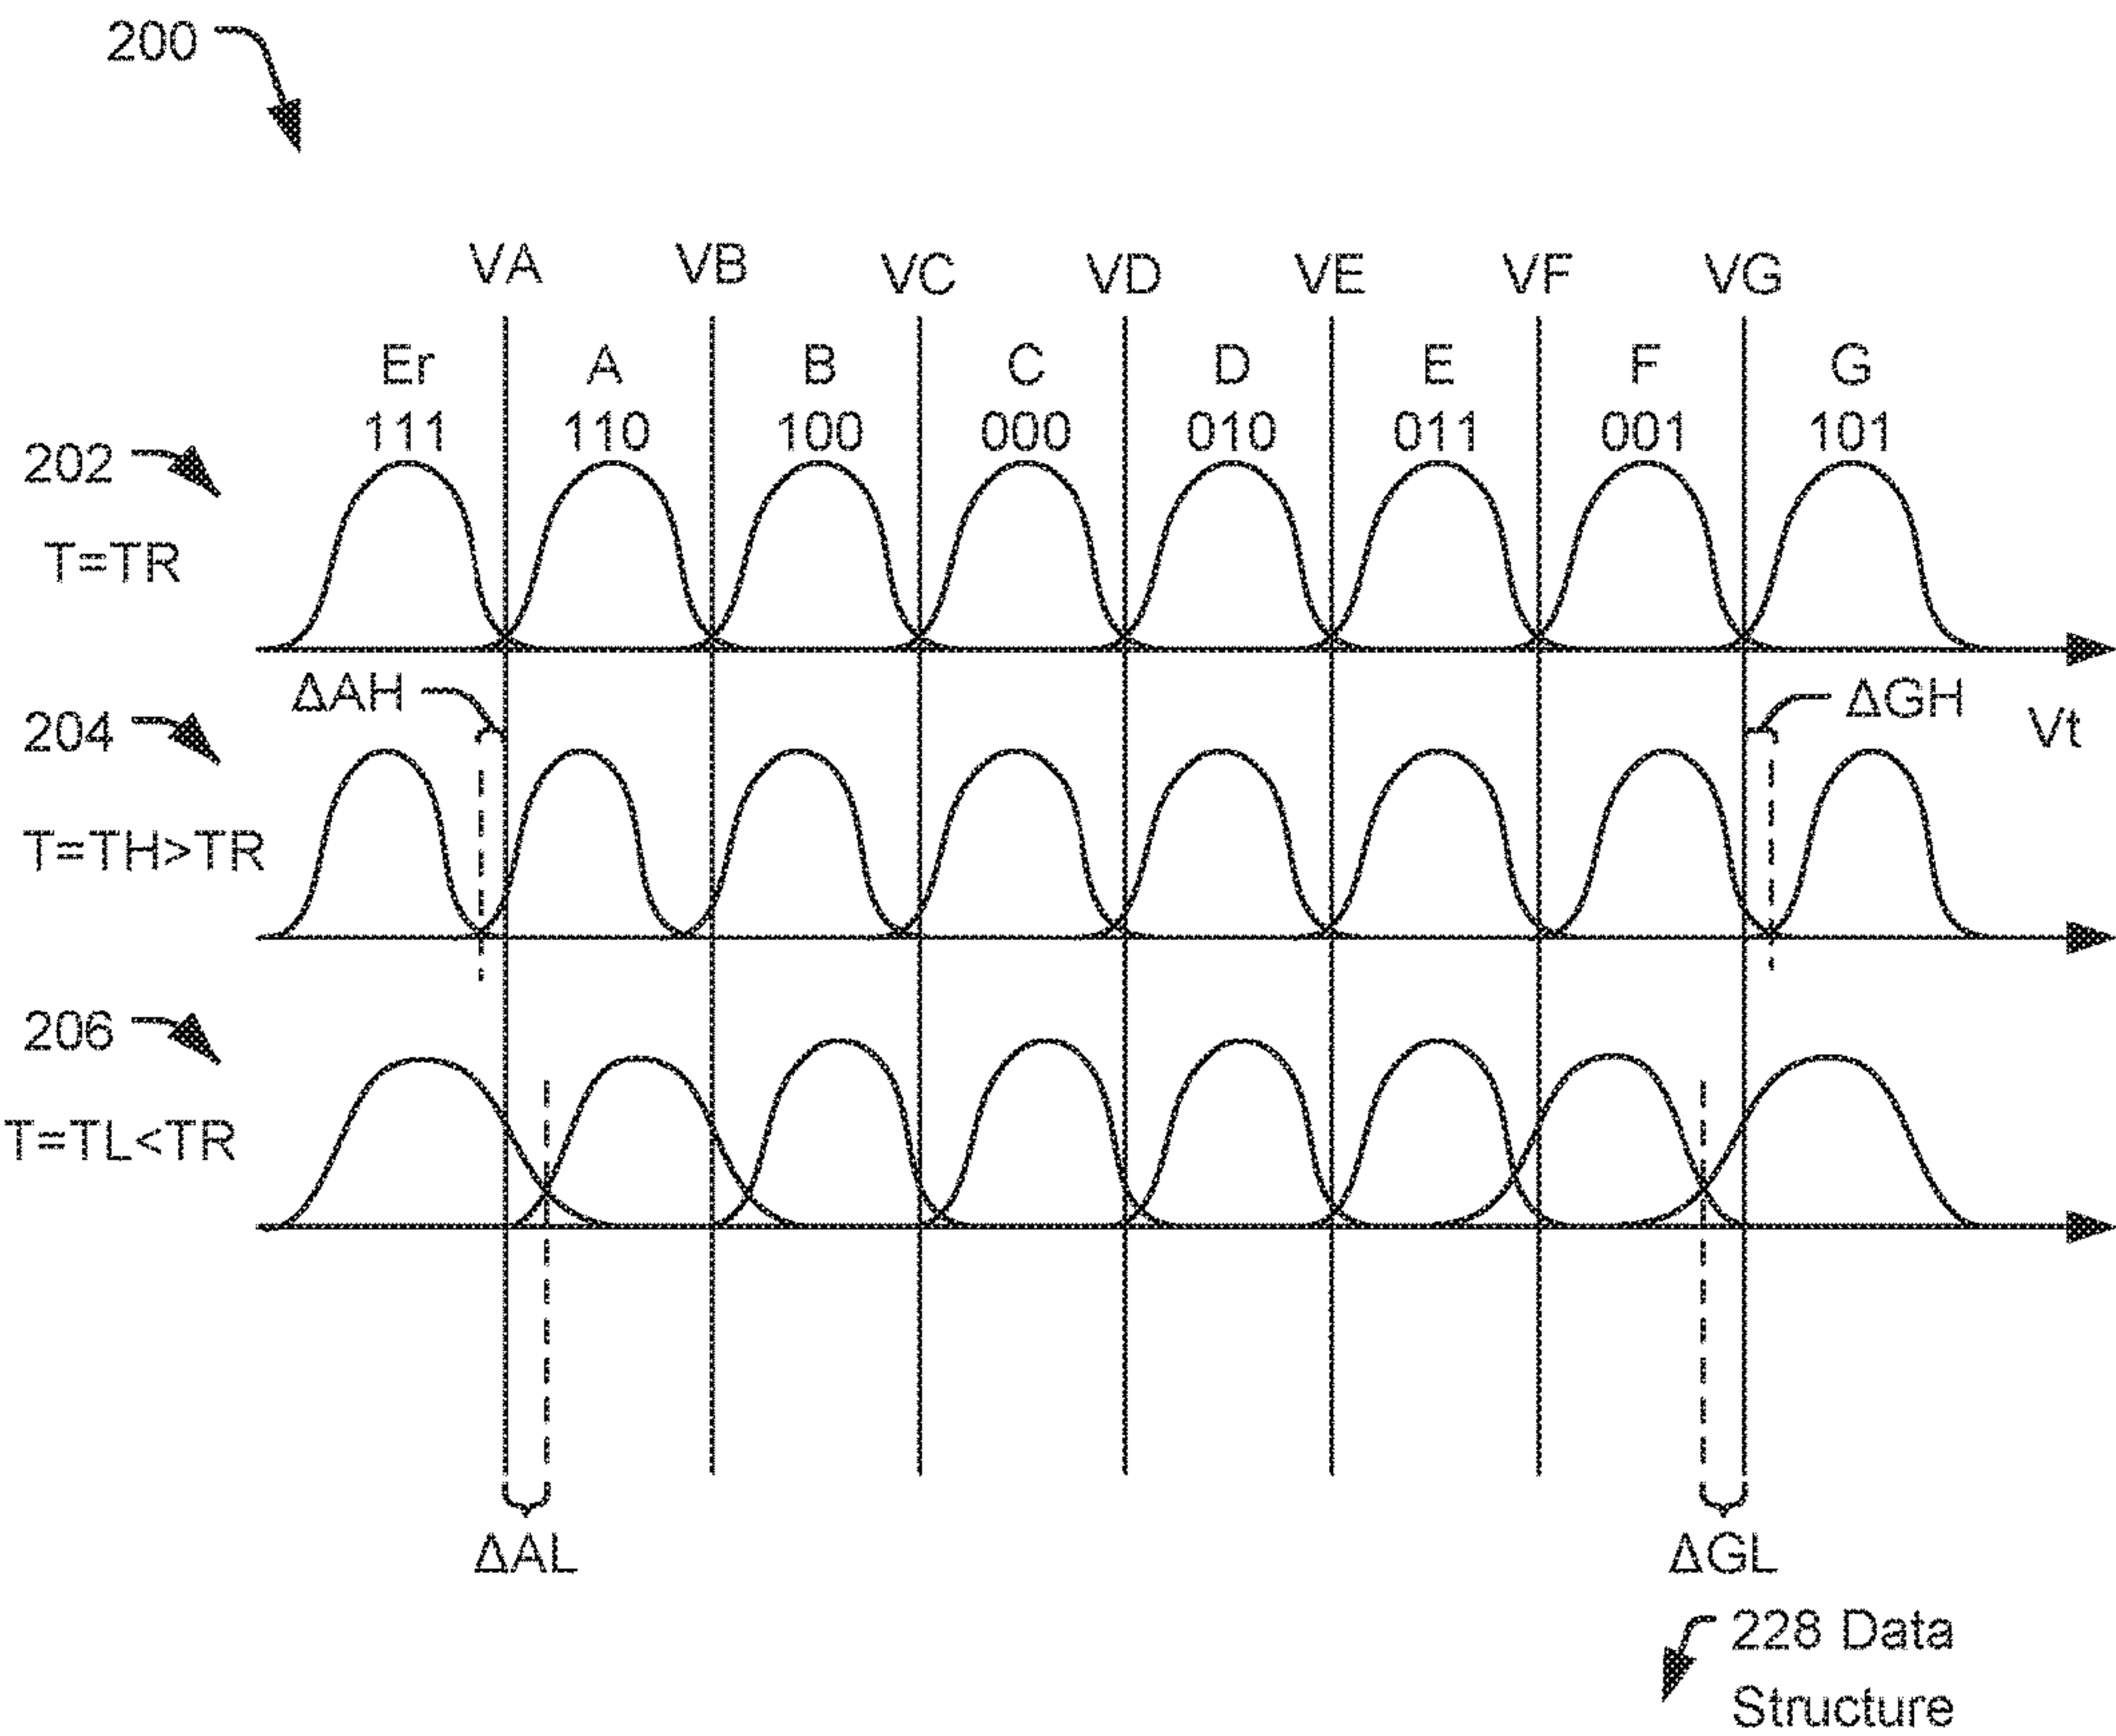 200
VA VB VC VD VE VF VG
Er A B C D E F G
111 110 100 000 010 011 001 101
202
T=TR
ΔAH ΔGH
204 Vt
T=TH>TR
206
T=TL<TR
ΔAL ΔGL
228 Data
Structure